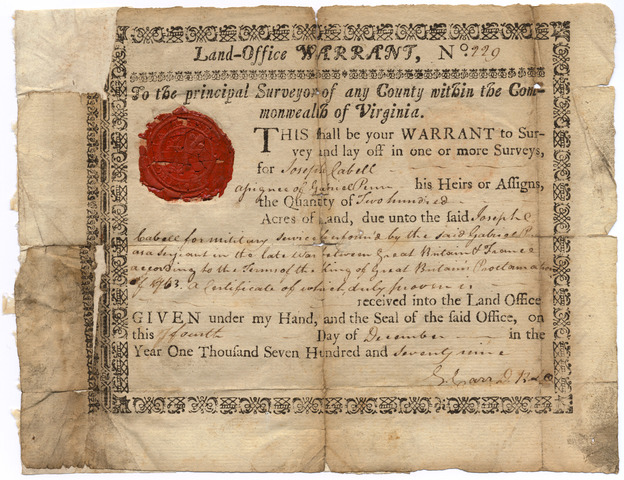 Land-Office WARRANT, No. 229
To the principal Surveyor of any County within the Com-
monwealth of Virginia.
THIS shall be your WARRANT to Sur-
vey and lay off in one or more Surveys,
for Joseph Cabell
assignee of Gabriel Penn his Heirs or Assigns,
the Quantity of Two hundred
Acres of Land, due unto the said Joseph
Cabell for military service perform'd by the said Gabriel
as a Serjeant in the late War between Great Britain & France
according to the Terms of the King of Great Britain's Proclamation
of 1763. A Certificate of which, duly proven is
received into the Land Office
GIVEN under my Hand, and the Seal of the said Office, on
this fourth Day of December in the
Year One Thousand Seven Hundred and seventy nine
S. Carr